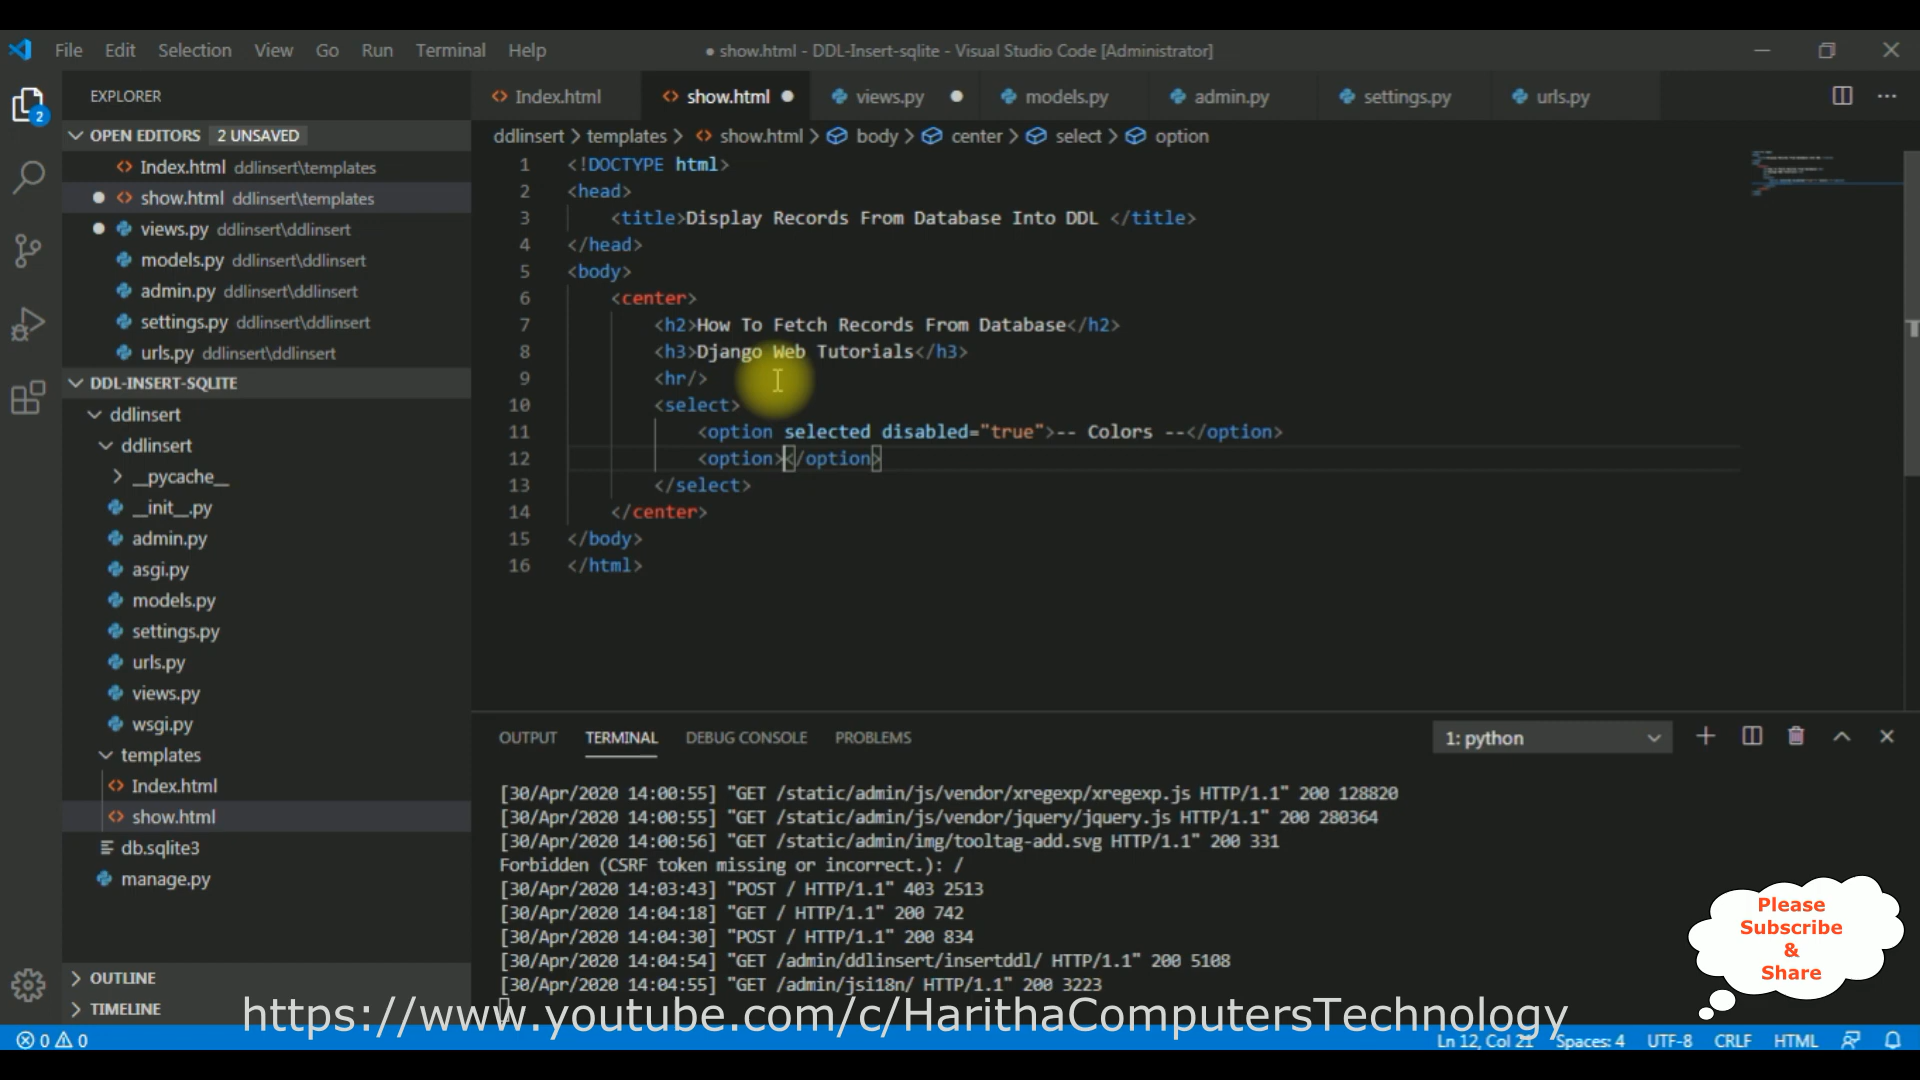 File Edit Selection View Go Run Terminal Help
● show.html - DDL-Insert-sqlite - Visual Studio Code [Administrator]
EXPLORER
2
OPEN EDITORS 2 UNSAVED
Index.html ddlinsert\templates
show.html ddlinsert\templates
views.py ddlinsert\ddlinsert
models.py ddlinsert\ddlinsert
admin.py ddlinsert\ddlinsert
settings.py ddlinsert\ddlinsert
urls.py ddlinsert\ddlinsert
DDL-INSERT-SQLITE
ddlinsert
ddlinsert
__pycache__
__init__.py
admin.py
asgi.py
models.py
settings.py
urls.py
views.py
wsgi.py
templates
Index.html
show.html
db.sqlite3
manage.py
OUTLINE
TIMELINE
Index.html show.html views.py models.py admin.py settings.py urls.py
ddlinsert > templates > show.html > body > center > select > option
1 <!DOCTYPE html>
2 <head>
3 <title>Display Records From Database Into DDL </title>
4 </head>
5 <body>
6 <center>
7 <h2>How To Fetch Records From Database</h2>
8 <h3>Django Web Tutorials</h3>
9 <hr/>
10 <select>
11 <option selected disabled="true">-- Colors --</option>
12 <option></option>
13 </select>
14 </center>
15 </body>
16 </html>
OUTPUT TERMINAL DEBUG CONSOLE PROBLEMS
1: python
[30/Apr/2020 14:00:55] "GET /static/admin/js/vendor/xregexp/xregexp.js HTTP/1.1" 200 128820
[30/Apr/2020 14:00:55] "GET /static/admin/js/vendor/jquery/jquery.js HTTP/1.1" 200 280364
[30/Apr/2020 14:00:56] "GET /static/admin/img/tooltag-add.svg HTTP/1.1" 200 331
Forbidden (CSRF token missing or incorrect.): /
[30/Apr/2020 14:03:43] "POST / HTTP/1.1" 403 2513
[30/Apr/2020 14:04:18] "GET / HTTP/1.1" 200 742
[30/Apr/2020 14:04:30] "POST / HTTP/1.1" 200 834
[30/Apr/2020 14:04:54] "GET /admin/ddlinsert/insertddl/ HTTP/1.1" 200 5108
[30/Apr/2020 14:04:55] "GET /admin/jsi18n/ HTTP/1.1" 200 3223
Please
Subscribe
&
Share
https://www.youtube.com/c/HarithaComputersTechnology
0 0
Ln 12, Col 21 Spaces: 4 UTF-8 CRLF HTML